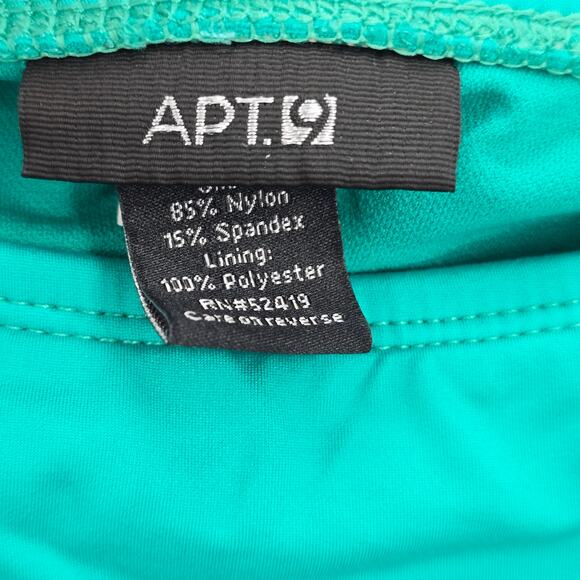 APT.9
85% Nylon
15% Spandex
Lining:
100% Polyester
RN#52419
Care on reverse